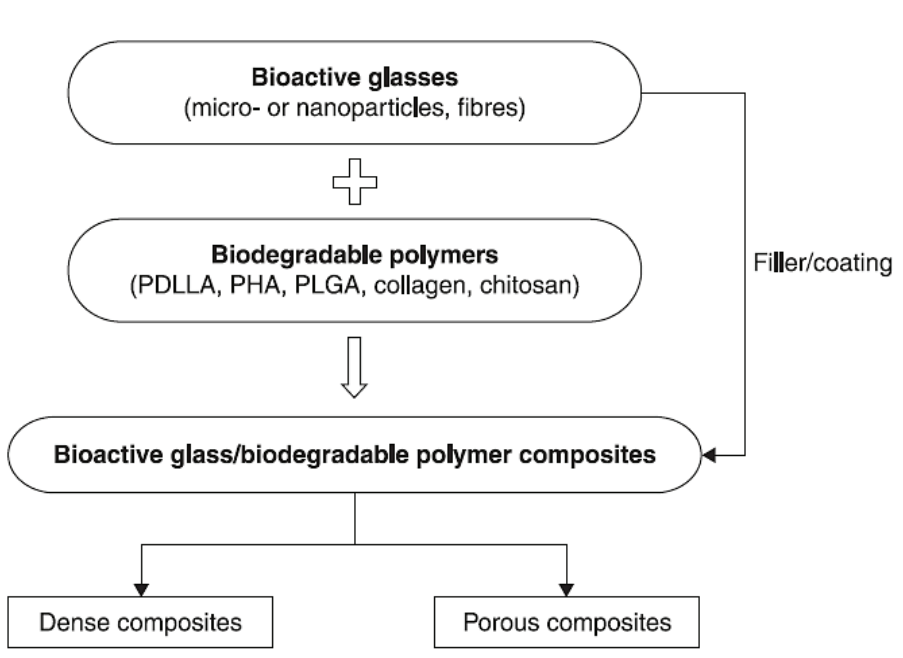 Bioactive glasses
(micro- or nanoparticles, fibres)
Biodegradable polymers
(PDLLA, PHA, PLGA, collagen, chitosan)
Filler/coating
Bioactive glass/biodegradable polymer composites
Dense composites
Porous composites